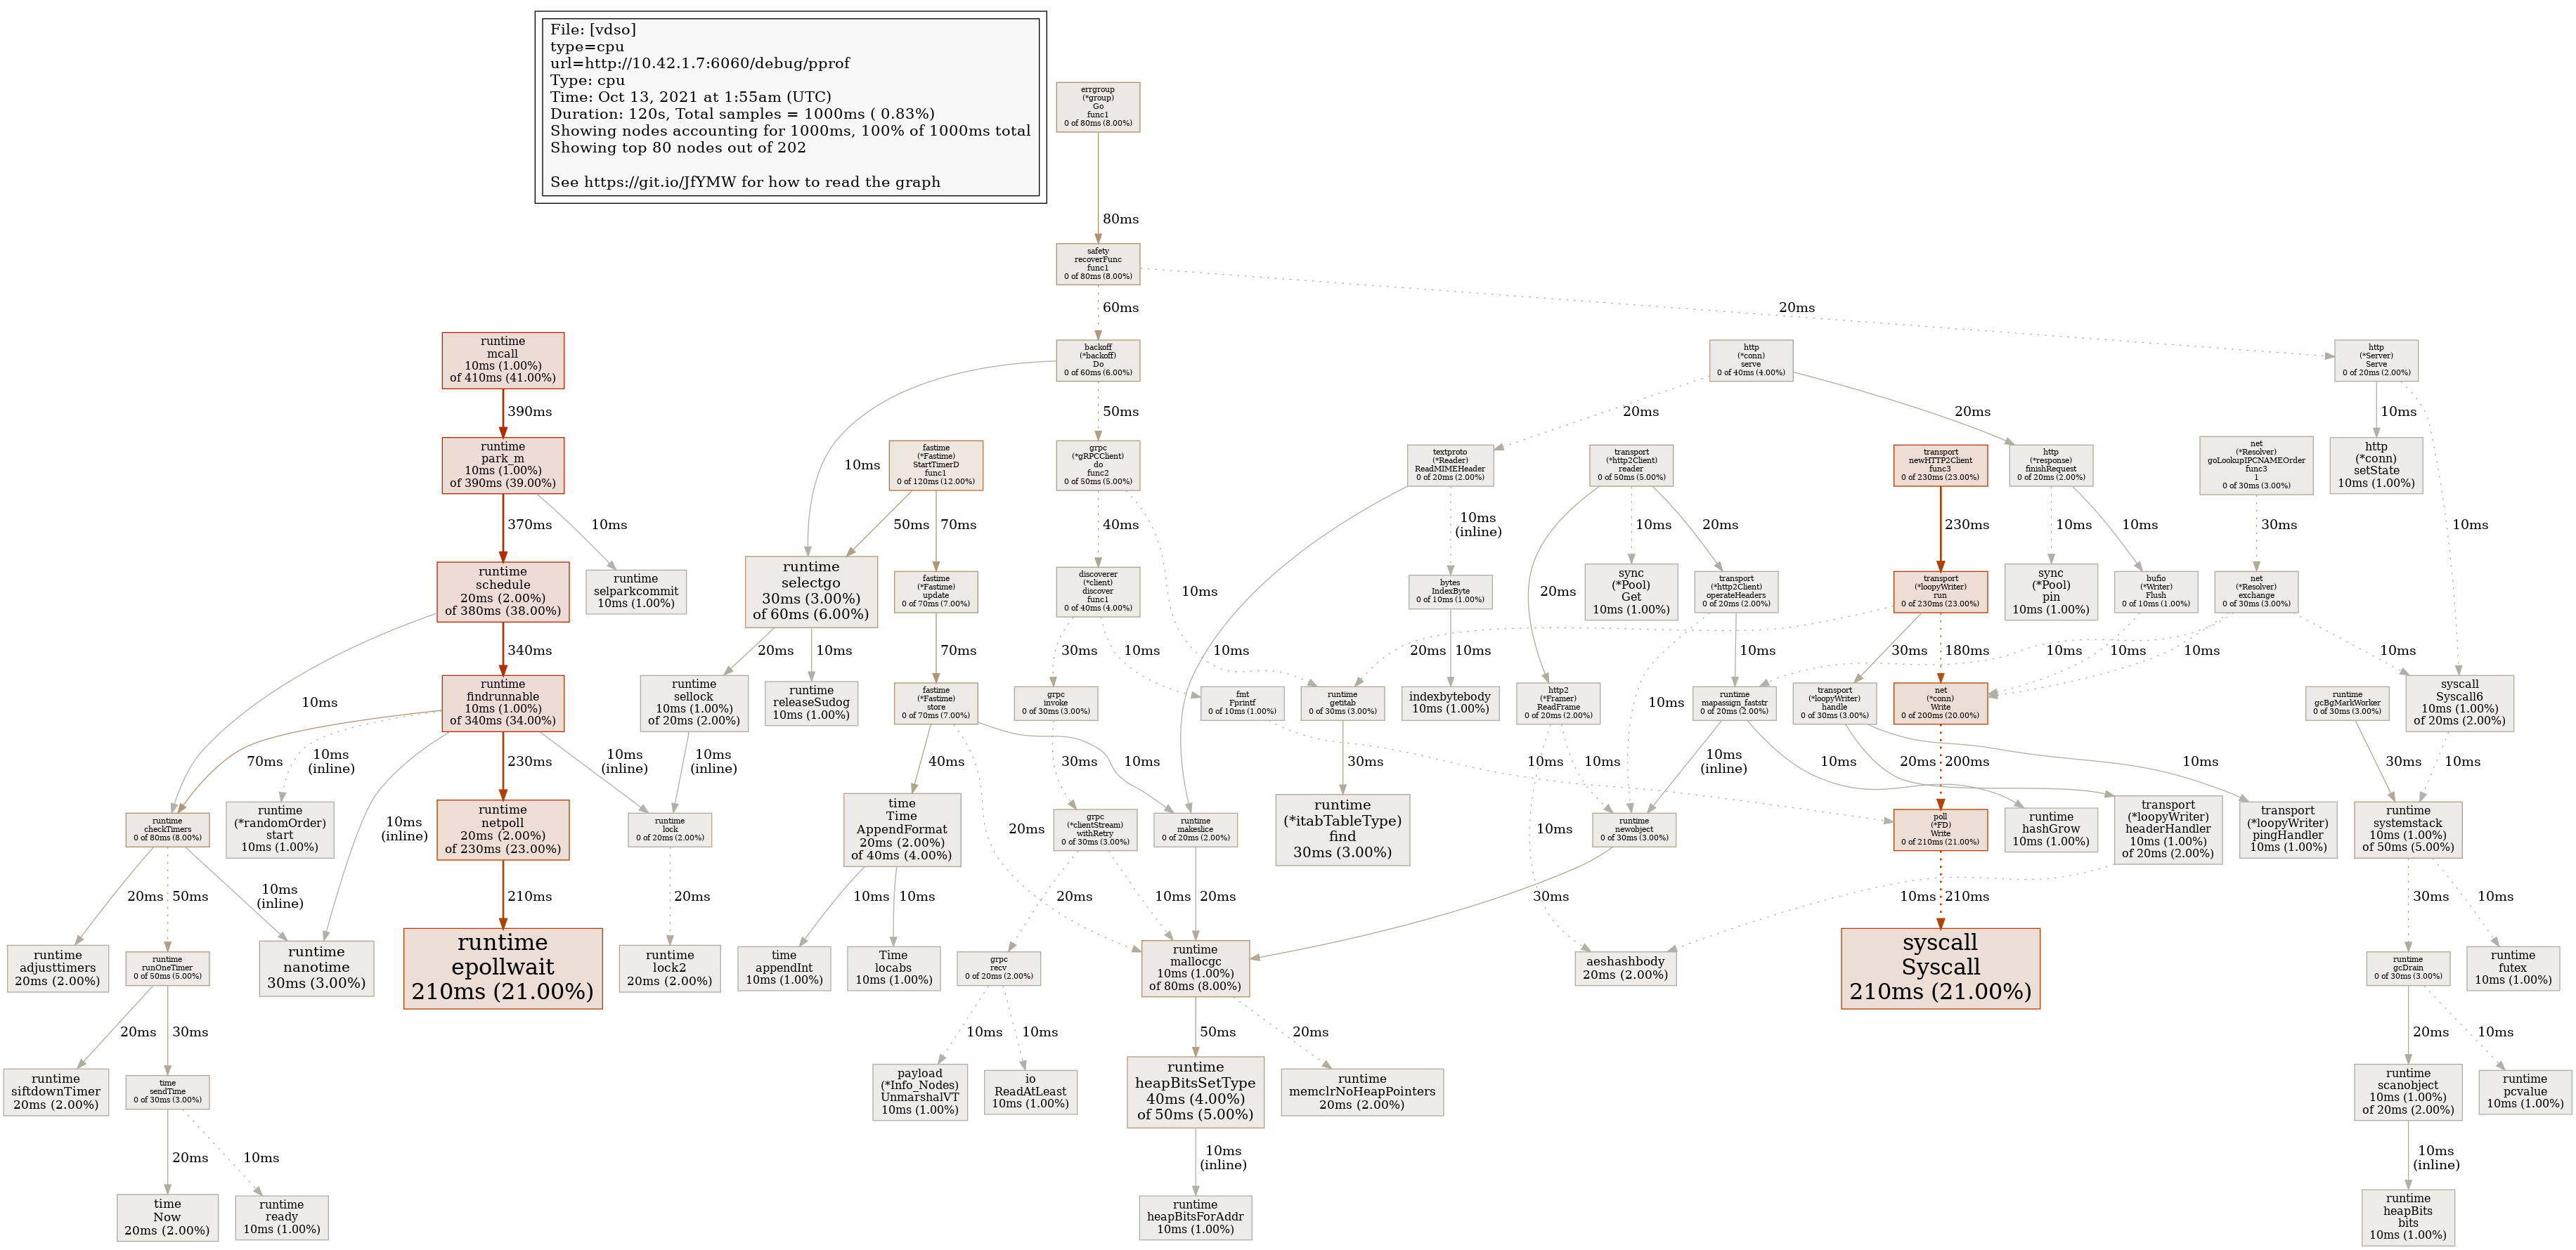 File: [vdso]
type=cpu
url=http://10.42.1.7:6060/debug/pprof
Type: cpu
Time: Oct 13, 2021 at 1:55am (UTC)
Duration: 120s, Total samples = 1000ms ( 0.83%)
Showing nodes accounting for 1000ms, 100% of 1000ms total
Showing top 80 nodes out of 202
See https://git.io/JfYMW for how to read the graph
errgroup
(*group)
Go
func1
0 of 80ms (8.00%)
80ms
safety
recoverFunc
func1
0 of 80ms (8.00%)
60ms
20ms
runtime
mcall
10ms (1.00%)
of 410ms (41.00%)
backoff
(*backoff)
Do
0 of 60ms (6.00%)
http
(*conn)
serve
0 of 40ms (4.00%)
http
(*Server)
Serve
0 of 20ms (2.00%)
390ms
50ms
20ms
20ms
10ms
runtime
park_m
10ms (1.00%)
of 390ms (39.00%)
10ms
fastime
(*Fastime)
StartTimerD
func1
0 of 120ms (12.00%)
grpc
(*gRPCClient)
do
func2
0 of 50ms (5.00%)
textproto
(*Reader)
ReadMIMEHeader
0 of 20ms (2.00%)
transport
(*http2Client)
reader
0 of 50ms (5.00%)
transport
newHTTP2Client
func3
0 of 230ms (23.00%)
http
(*response)
finishRequest
0 of 20ms (2.00%)
net
(*Resolver)
goLookupIPCNAMEOrder
func3
1
0 of 30ms (3.00%)
http
(*conn)
setState
10ms (1.00%)
370ms
10ms
50ms
70ms
40ms
10ms
(inline)
10ms
20ms
230ms
10ms
10ms
30ms
10ms
runtime
schedule
20ms (2.00%)
of 380ms (38.00%)
runtime
selparkcommit
10ms (1.00%)
runtime
selectgo
30ms (3.00%)
of 60ms (6.00%)
fastime
(*Fastime)
update
0 of 70ms (7.00%)
discoverer
(*client)
discover
func1
0 of 40ms (4.00%)
10ms
bytes
IndexByte
0 of 10ms (1.00%)
20ms
sync
(*Pool)
Get
10ms (1.00%)
transport
(*http2Client)
operateHeaders
0 of 20ms (2.00%)
transport
(*loopyWriter)
run
0 of 230ms (23.00%)
sync
(*Pool)
pin
10ms (1.00%)
bufio
(*Writer)
Flush
0 of 10ms (1.00%)
net
(*Resolver)
exchange
0 of 30ms (3.00%)
340ms
20ms
10ms
70ms
30ms
10ms
10ms
20ms
10ms
10ms
30ms
180ms
10ms
10ms
10ms
10ms
10ms
runtime
findrunnable
10ms (1.00%)
of 340ms (34.00%)
runtime
sellock
10ms (1.00%)
of 20ms (2.00%)
runtime
releaseSudog
10ms (1.00%)
fastime
(*Fastime)
store
0 of 70ms (7.00%)
grpc
invoke
0 of 30ms (3.00%)
fmt
Fprintf
0 of 10ms (1.00%)
runtime
getitab
0 of 30ms (3.00%)
indexbytebody
10ms (1.00%)
http2
(*Framer)
ReadFrame
0 of 20ms (2.00%)
10ms
runtime
mapassign_faststr
0 of 20ms (2.00%)
transport
(*loopyWriter)
handle
0 of 30ms (3.00%)
net
(*conn)
Write
0 of 200ms (20.00%)
runtime
gcBgMarkWorker
0 of 30ms (3.00%)
syscall
Syscall6
10ms (1.00%)
of 20ms (2.00%)
70ms
10ms
(inline)
230ms
10ms
(inline)
10ms
(inline)
40ms
10ms
30ms
30ms
10ms
10ms
10ms
(inline)
10ms
20ms
200ms
10ms
30ms
10ms
runtime
checkTimers
0 of 80ms (8.00%)
runtime
(*randomOrder)
start
10ms (1.00%)
10ms
(inline)
runtime
netpoll
20ms (2.00%)
of 230ms (23.00%)
runtime
lock
0 of 20ms (2.00%)
time
Time
AppendFormat
20ms (2.00%)
of 40ms (4.00%)
20ms
grpc
(*clientStream)
withRetry
0 of 30ms (3.00%)
runtime
makeslice
0 of 20ms (2.00%)
runtime
(*itabTableType)
find
30ms (3.00%)
10ms
runtime
newobject
0 of 30ms (3.00%)
poll
(*FD)
Write
0 of 210ms (21.00%)
runtime
hashGrow
10ms (1.00%)
transport
(*loopyWriter)
headerHandler
10ms (1.00%)
of 20ms (2.00%)
transport
(*loopyWriter)
pingHandler
10ms (1.00%)
runtime
systemstack
10ms (1.00%)
of 50ms (5.00%)
20ms
50ms
10ms
(inline)
210ms
20ms
10ms
10ms
20ms
20ms
10ms
20ms
10ms
30ms
10ms
210ms
30ms
10ms
runtime
adjusttimers
20ms (2.00%)
runtime
runOneTimer
0 of 50ms (5.00%)
runtime
nanotime
30ms (3.00%)
runtime
epollwait
210ms (21.00%)
runtime
lock2
20ms (2.00%)
time
appendInt
10ms (1.00%)
Time
locabs
10ms (1.00%)
grpc
recv
0 of 20ms (2.00%)
runtime
mallocgc
10ms (1.00%)
of 80ms (8.00%)
aeshashbody
20ms (2.00%)
syscall
Syscall
210ms (21.00%)
runtime
gcDrain
0 of 30ms (3.00%)
runtime
futex
10ms (1.00%)
20ms
30ms
10ms
10ms
50ms
20ms
20ms
10ms
runtime
siftdownTimer
20ms (2.00%)
time
sendTime
0 of 30ms (3.00%)
payload
(*Info_Nodes)
UnmarshalVT
10ms (1.00%)
io
ReadAtLeast
10ms (1.00%)
runtime
heapBitsSetType
40ms (4.00%)
of 50ms (5.00%)
runtime
memclrNoHeapPointers
20ms (2.00%)
runtime
scanobject
10ms (1.00%)
of 20ms (2.00%)
runtime
pcvalue
10ms (1.00%)
20ms
10ms
10ms
(inline)
10ms
(inline)
time
Now
20ms (2.00%)
runtime
ready
10ms (1.00%)
runtime
heapBitsForAddr
10ms (1.00%)
runtime
heapBits
bits
10ms (1.00%)